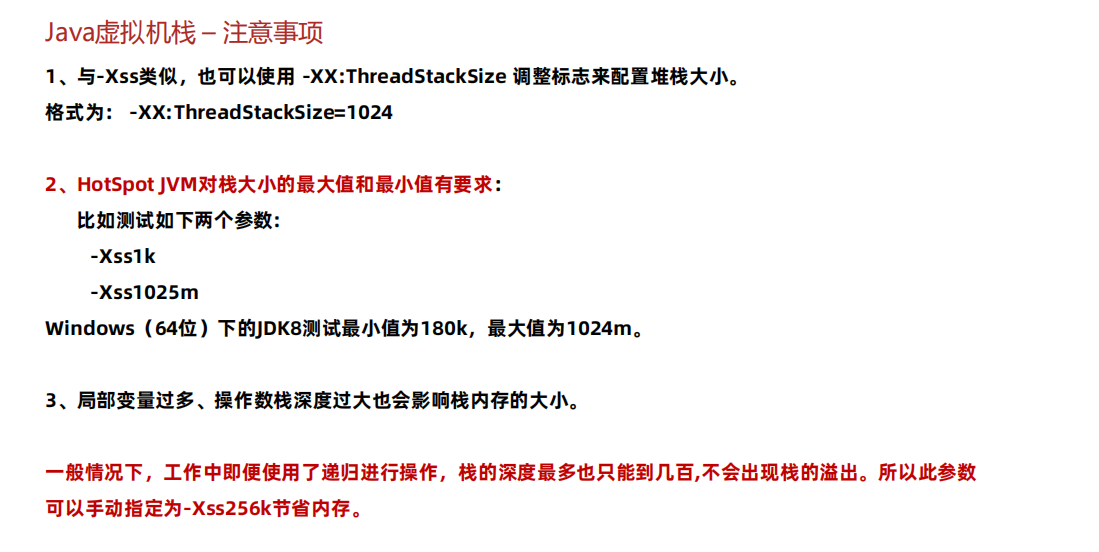 Java虚拟机栈 – 注意事项
1、与-Xss类似，也可以使用 -XX:ThreadStackSize 调整标志来配置堆栈大小。
格式为： -XX:ThreadStackSize=1024
2、HotSpot JVM对栈大小的最大值和最小值有要求：
比如测试如下两个参数：
-Xss1k
-Xss1025m
Windows（64位）下的JDK8测试最小值为180k，最大值为1024m。
3、局部变量过多、操作数栈深度过大也会影响栈内存的大小。
一般情况下，工作中即便使用了递归进行操作，栈的深度最多也只能到几百,不会出现栈的溢出。所以此参数
可以手动指定为-Xss256k节省内存。